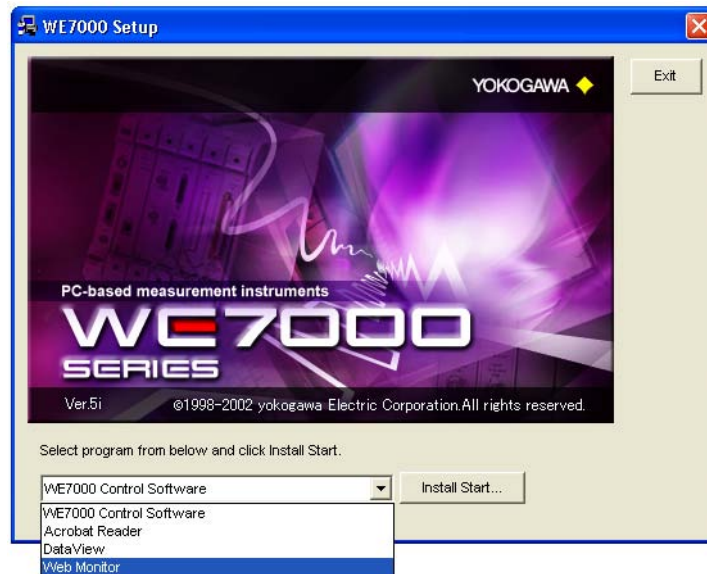 WE7000 Setup
YOKOGAWA
Exit
PC-based measurement instruments
WE7000
SERIES
Ver.5i ©1998-2002 yokogawa Electric Corporation.All rights reserved.
Select program from below and click Install Start.
WE7000 Control Software
Install Start...
WE7000 Control Software
Acrobat Reader
DataView
Web Monitor